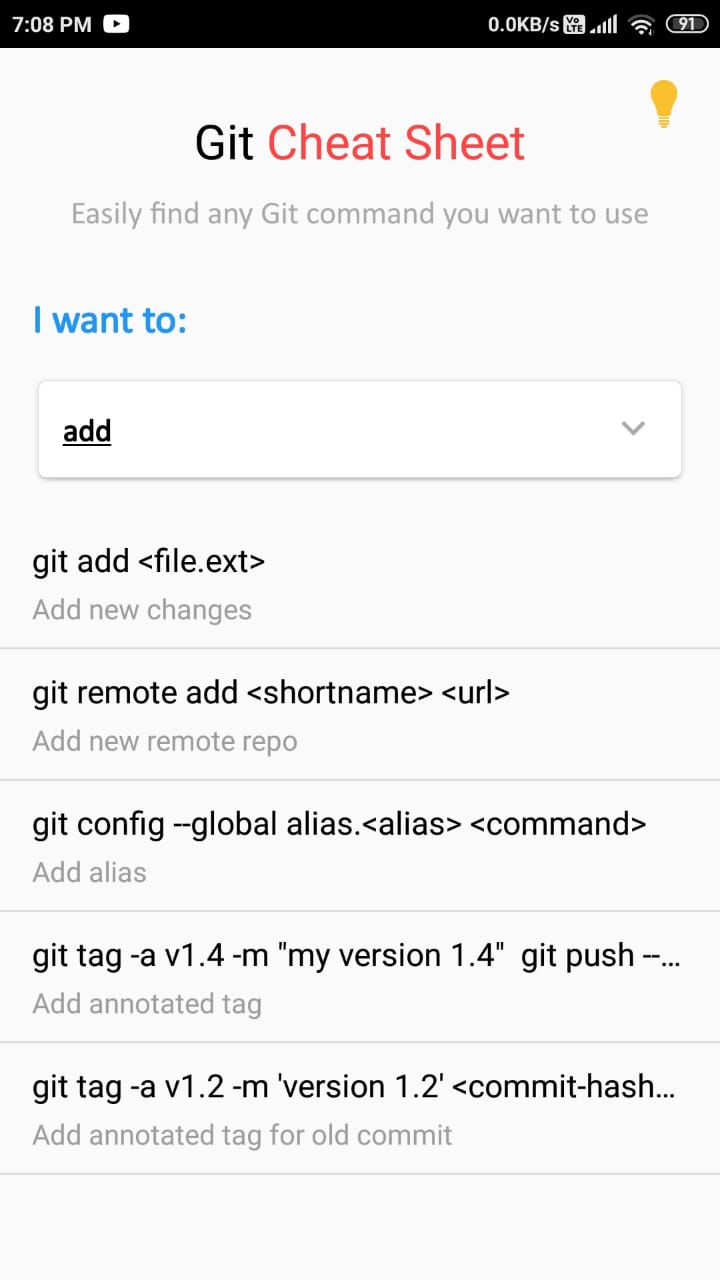 7:08 PM 0.0KB/s Vo LTE 91
Git Cheat Sheet
Easily find any Git command you want to use
I want to:
add
git add <file.ext>
Add new changes
git remote add <shortname> <url>
Add new remote repo
git config --global alias.<alias> <command>
Add alias
git tag -a v1.4 -m "my version 1.4"  git push --...
Add annotated tag
git tag -a v1.2 -m 'version 1.2' <commit-hash...
Add annotated tag for old commit